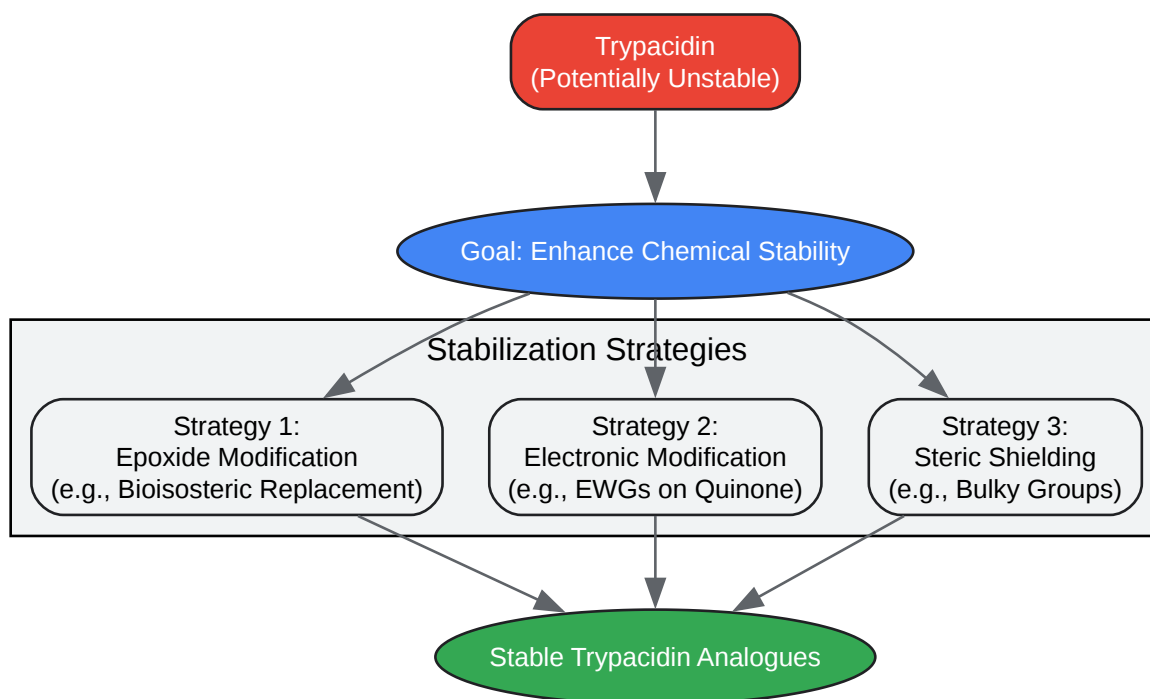 Trypacidin
(Potentially Unstable)
Goal: Enhance Chemical Stability
Stabilization Strategies
Strategy 1:
Epoxide Modification
(e.g., Bioisosteric Replacement)
Strategy 2:
Electronic Modification
(e.g., EWGs on Quinone)
Strategy 3:
Steric Shielding
(e.g., Bulky Groups)
Stable Trypacidin Analogues